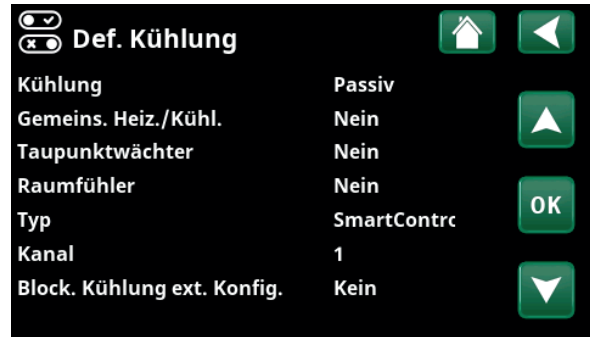 Def. Kühlung
Kühlung Passiv
Gemeins. Heiz./Kühl. Nein
Taupunktwächter Nein
Raumfühler Nein
Typ SmartContrc
OK
Kanal 1
Block. Kühlung ext. Konfig. Kein